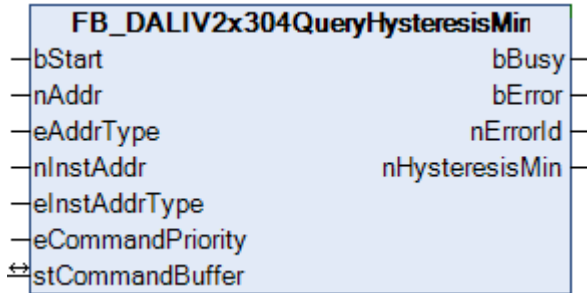 FB_DALIV2x304QueryHysteresisMin
bStart bBusy
nAddr bError
eAddrType nErrorId
nInstAddr nHysteresisMin
eInstAddrType
eCommandPriority
stCommandBuffer